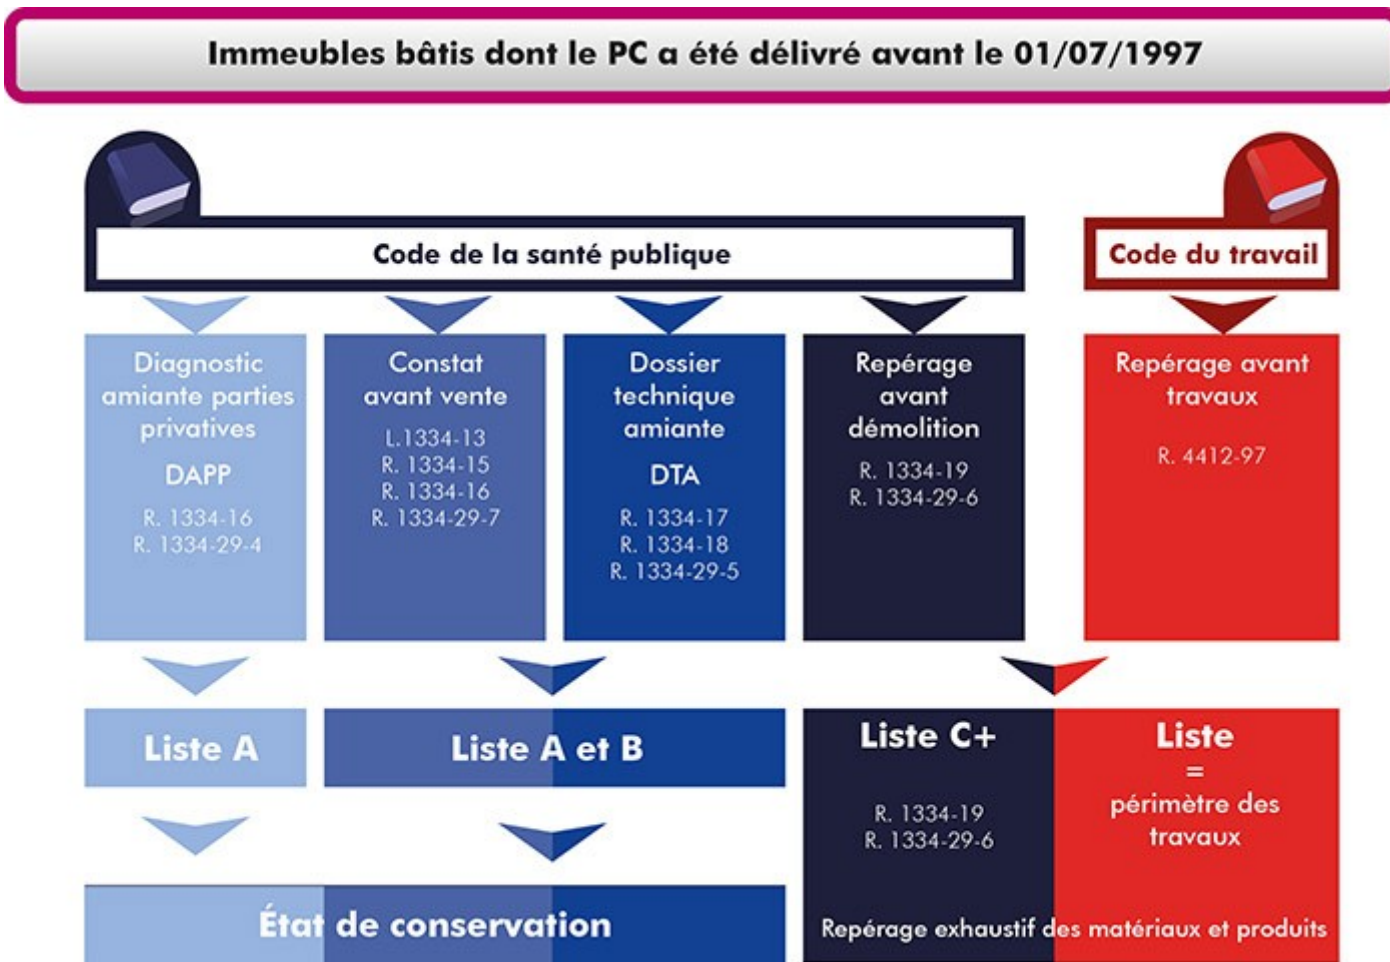 Immeubles bâtis dont le PC a été délivré avant le 01/07/1997
Code de la santé publique
Code du travail
Diagnostic
amiante parties
privatives
DAPP
R. 1334-16
R. 1334-29-4
Constat
avant vente
L.1334-13
R. 1334-15
R. 1334-16
R. 1334-29-7
Dossier
technique
amiante
DTA
R. 1334-17
R. 1334-18
R. 1334-29-5
Repérage
avant
démolition
R. 1334-19
R. 1334-29-6
Repérage avant
travaux
R. 4412-97
Liste A
Liste A et B
Liste C+
R. 1334-19
R. 1334-29-6
Liste
=
périmètre des
travaux
État de conservation
Repérage exhaustif des matériaux et produits